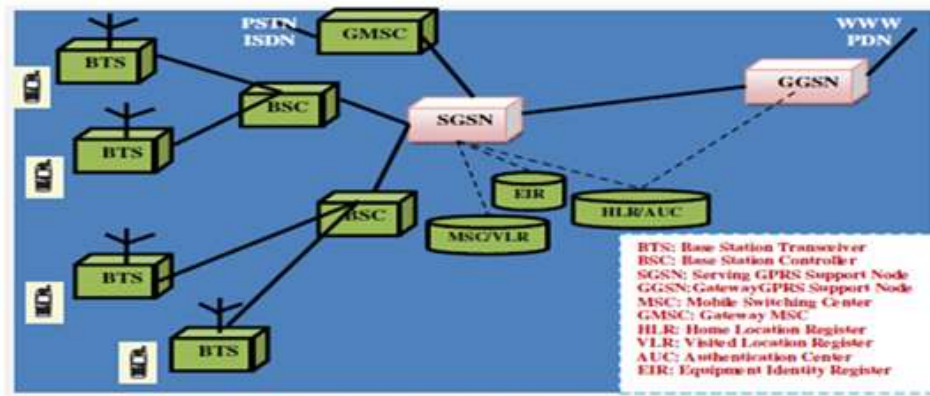 PSTN
ISDN
GMSC
WWW
PDN
BTS
GGSN
BSC
SGSN
BTS
EIR
BSC
HLR/AUC
MSC/VLR
BTS
BTS
BTS: Base Station Transceiver
BSC: Base Station Controller
SGSN: Serving GPRS Support Node
GGSN:GatewayGPRS Support Node
MSC: Mobile Switching Center
GMSC: Gateway MSC
HLR: Home Location Register
VLR: Visited Location Register
AUC: Authentication Center
EIR: Equipment Identity Register